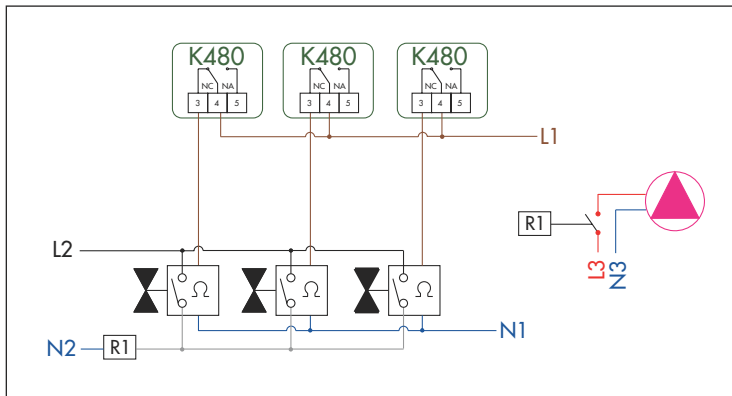 K480 K480 K480
NC NA NC NA NC NA
3 4 5 3 4 5 3 4 5
L1
R1
L3 N3
L2
Ω Ω Ω
N1
N2 R1